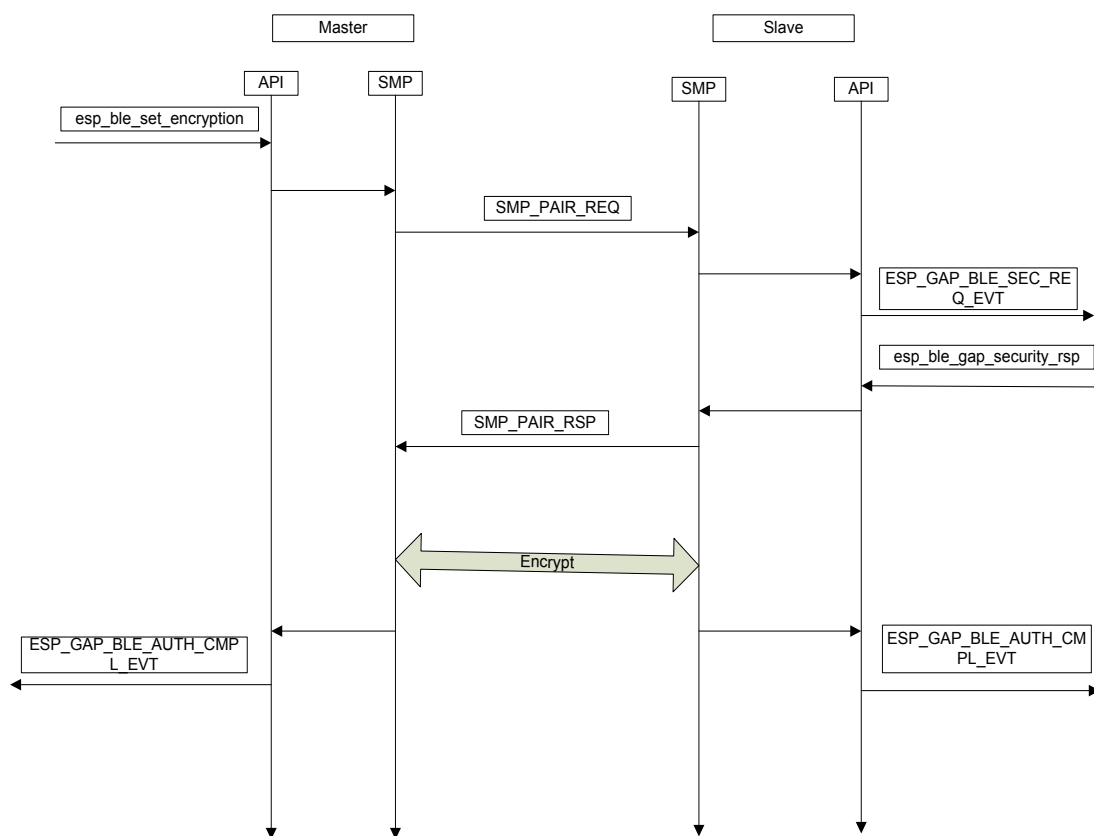 Master
Slave
API
SMP
SMP
API
esp_ble_set_encryption
SMP_PAIR_REQ
ESP_GAP_BLE_SEC_RE
Q_EVT
esp_ble_gap_security_rsp
SMP_PAIR_RSP
Encrypt
ESP_GAP_BLE_AUTH_CMP
L_EVT
ESP_GAP_BLE_AUTH_CM
PL_EVT